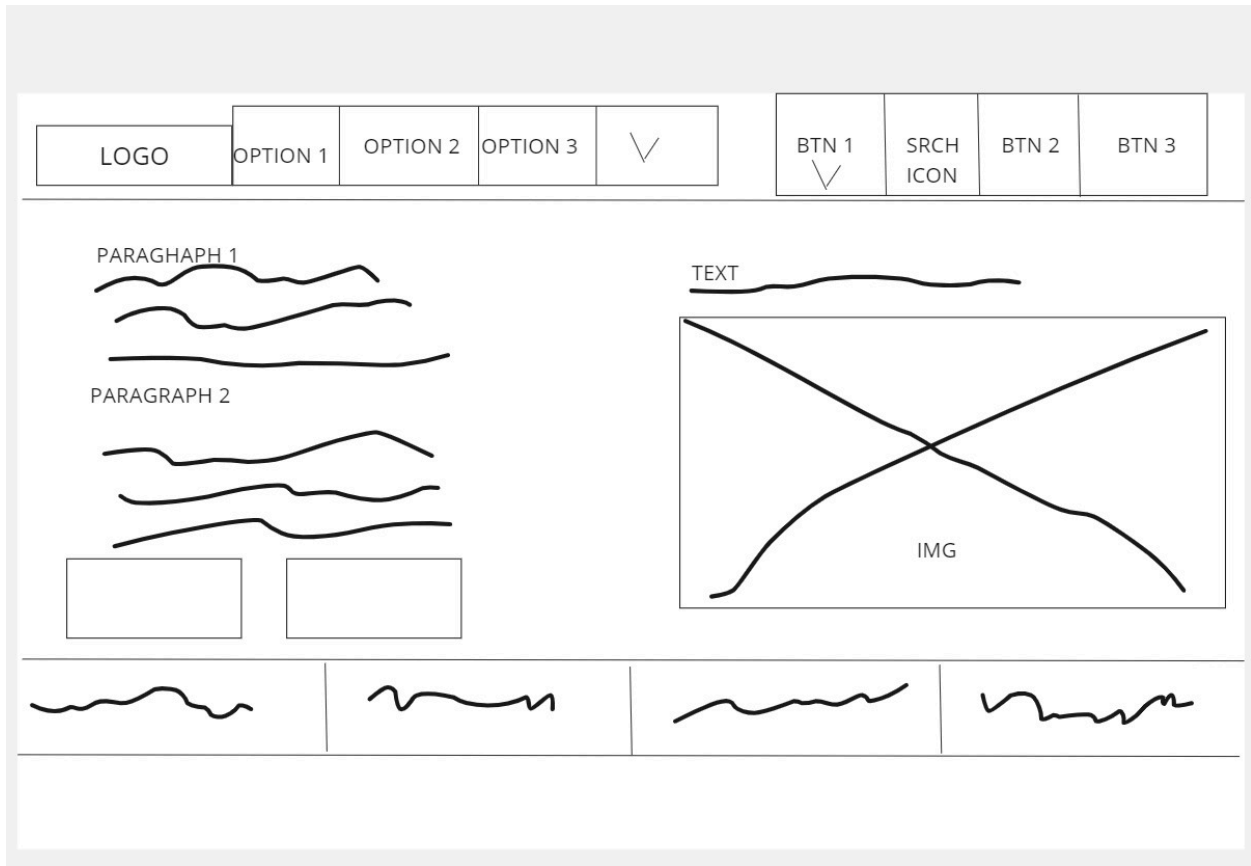 LOGO
OPTION 1
OPTION 2
OPTION 3
BTN 1
SRCH
ICON
BTN 2
BTN 3
PARAGHAPH 1
PARAGRAPH 2
TEXT
IMG